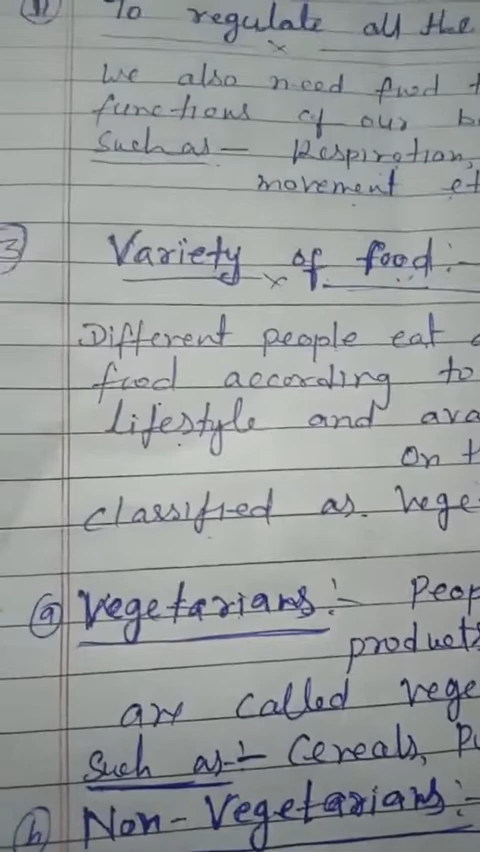 To regulate all the
We also need food
functions of our
Such as- Respiration,
movement
3 Variety of food:-
Different people eat
food according to
lifestyle and
on
classified as
(a) Vegetarians:-
products
are called
Such as:- Cereals,
(b) Non-Vegetarians:-